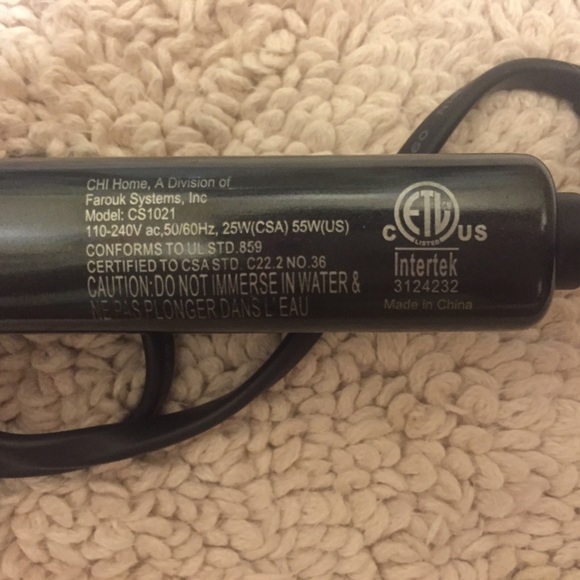 CHI Home, A Division of
Farouk Systems, Inc
Model: CS1021
110-240V ac,50/60Hz, 25W(CSA) 55W(US)
CONFORMS TO UL STD.859
CERTIFIED TO CSA STD. C22.2 NO.36
CAUTION:DO NOT IMMERSE IN WATER &
NE PAS PLONGER DANS L'EAU
ETL
C US
LISTED
Intertek
3124232
Made in China